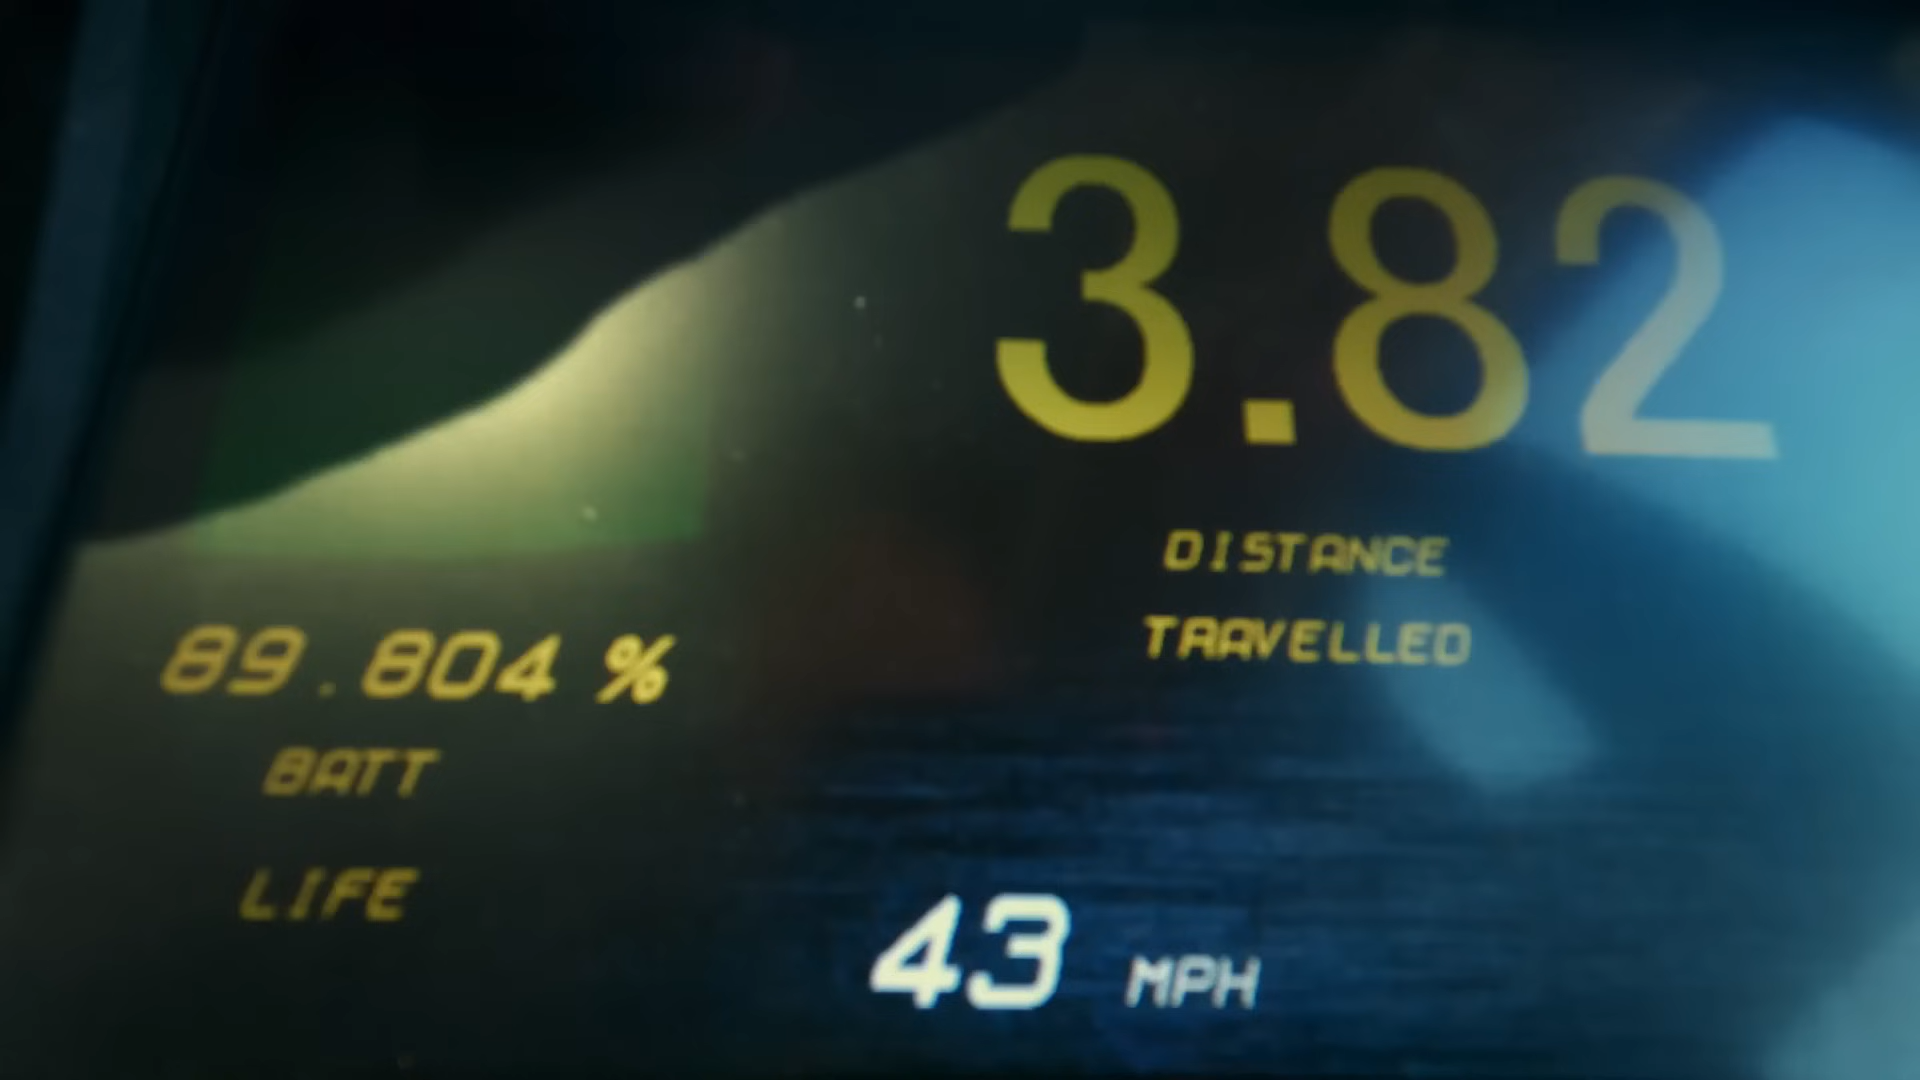 3.82
DISTANCE
TRAVELLED
89.804 %
BATT
LIFE
43 MPH